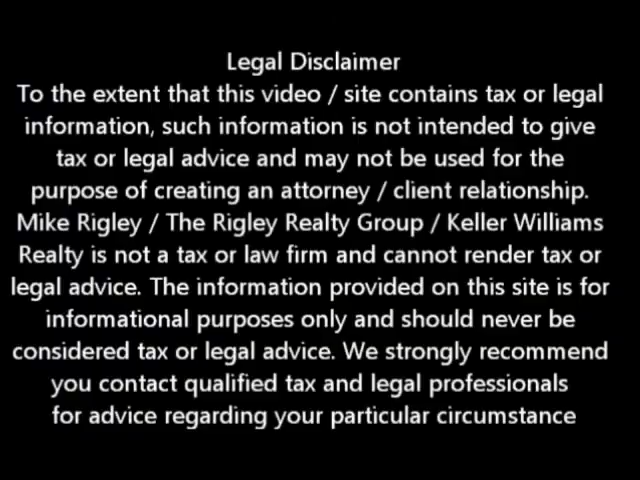 Legal Disclaimer
To the extent that this video / site contains tax or legal
information, such information is not intended to give
tax or legal advice and may not be used for the
purpose of creating an attorney / client relationship.
Mike Rigley / The Rigley Realty Group / Keller Williams
Realty is not a tax or law firm and cannot render tax or
legal advice. The information provided on this site is for
informational purposes only and should never be
considered tax or legal advice. We strongly recommend
you contact qualified tax and legal professionals
for advice regarding your particular circumstance